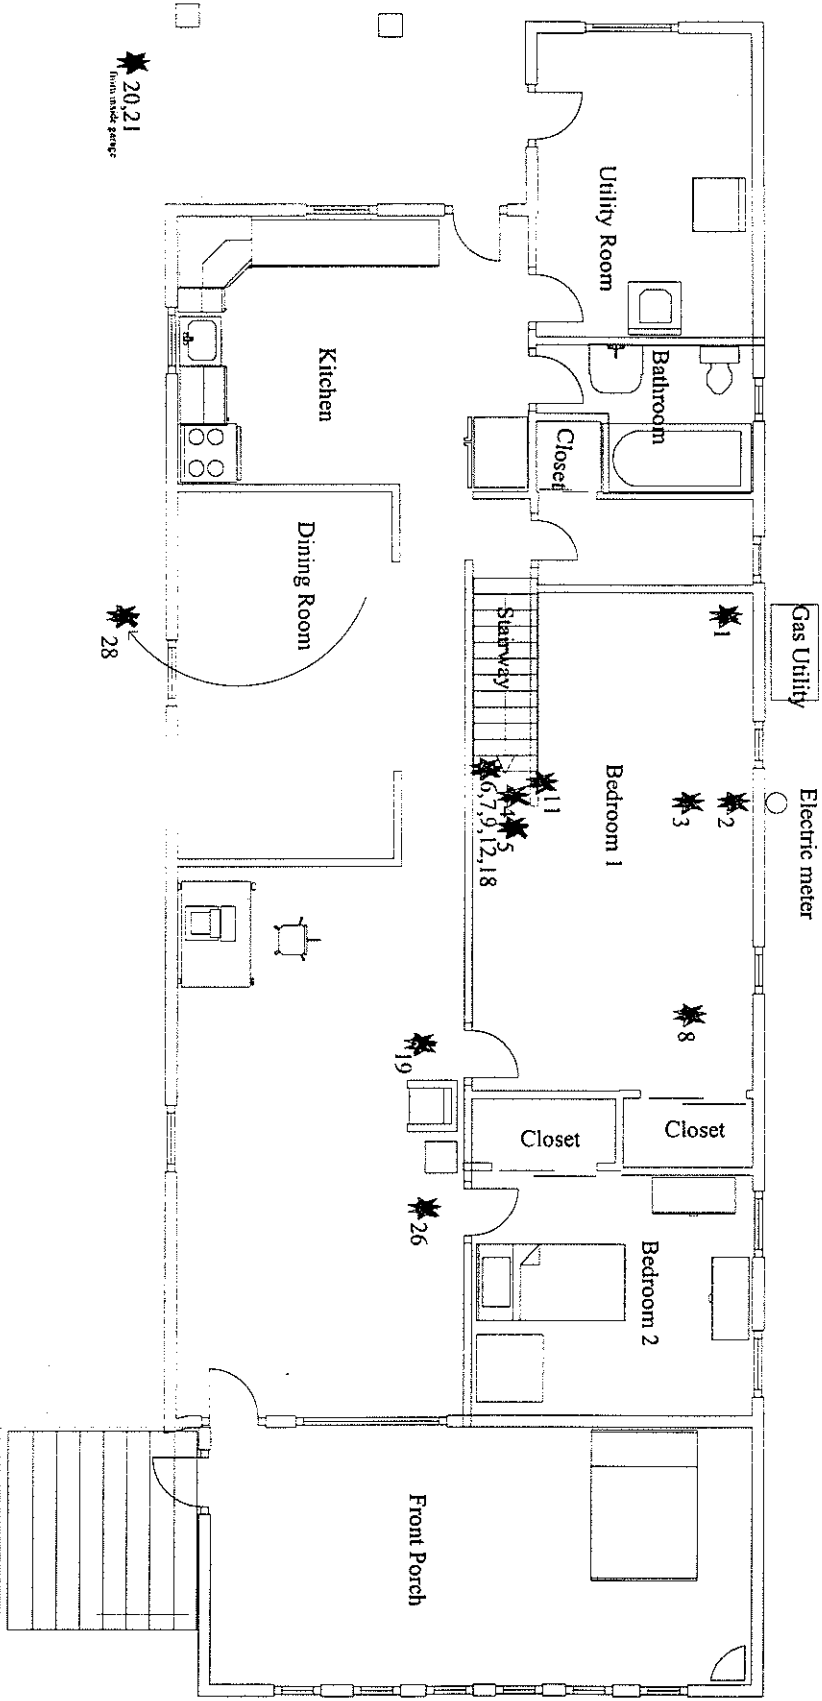 20,21
from inside garage
Utility Room
Kitchen
Bathroom
Closet
Dining Room
28
Stairway
Gas Utility
1
Electric meter
2
3
Bedroom 1
11
4
5
6,7,9,12,18
8
19
Closet
Closet
26
Bedroom 2
Front Porch